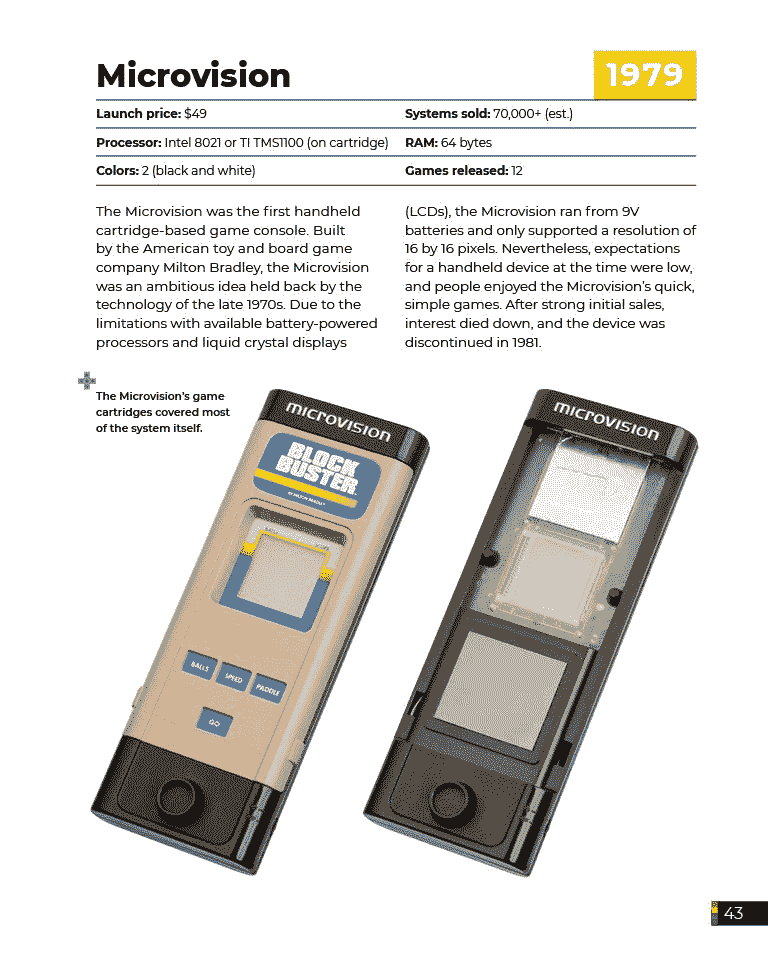 Microvision
1979
Launch price: $49
Systems sold: 70,000+ (est.)
Processor: Intel 8021 or TI TMS1100 (on cartridge)
RAM: 64 bytes
Colors: 2 (black and white)
Games released: 12
The Microvision was the first handheld
cartridge-based game console. Built
by the American toy and board game
company Milton Bradley, the Microvision
was an ambitious idea held back by the
technology of the late 1970s. Due to the
limitations with available battery-powered
processors and liquid crystal displays
(LCDs), the Microvision ran from 9V
batteries and only supported a resolution of
16 by 16 pixels. Nevertheless, expectations
for a handheld device at the time were low,
and people enjoyed the Microvision’s quick,
simple games. After strong initial sales,
interest died down, and the device was
discontinued in 1981.
The Microvision’s game
cartridges covered most
of the system itself.
MICROVISION
BLOCK
BUSTER
BY MILTON BRADLEY
BALLS
SPEED
PADDLE
GO
MICROVISION
43